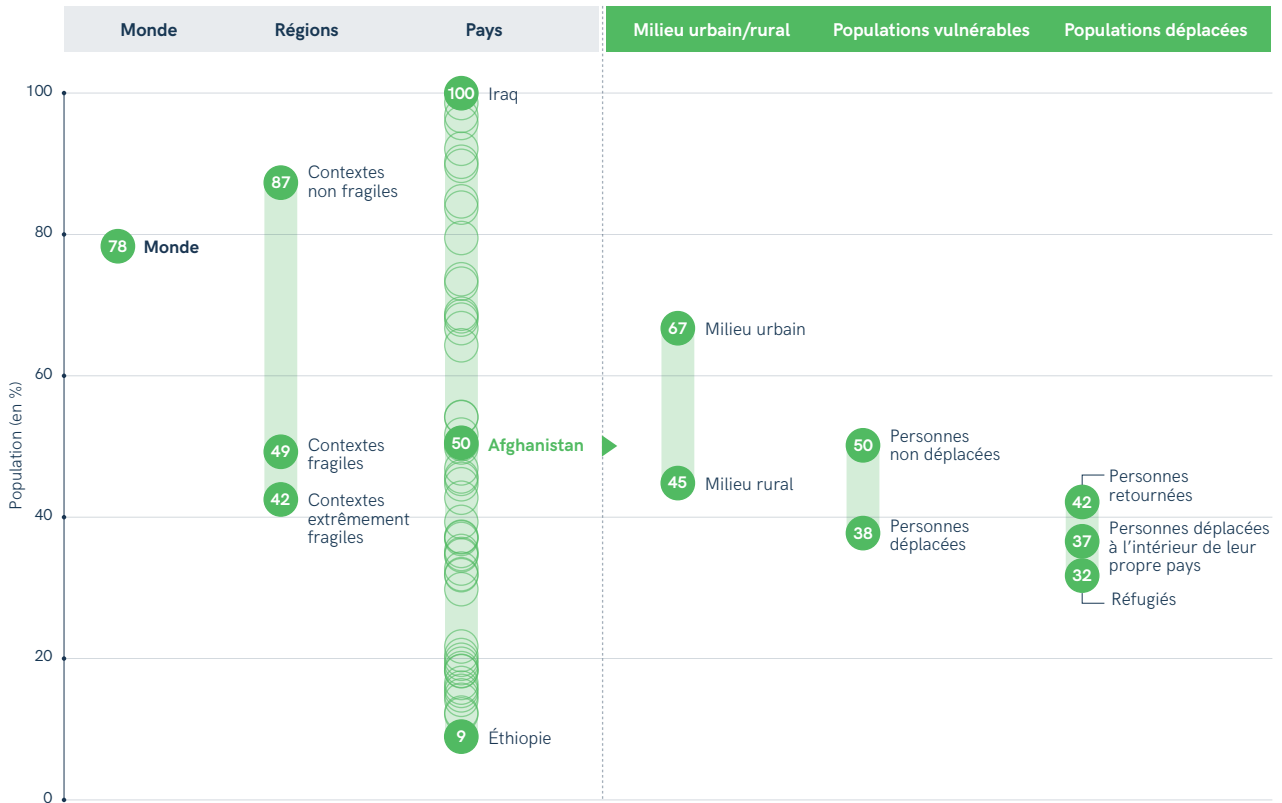 Monde
Régions
Pays
Milieu urbain/rural
Populations vulnérables
Populations déplacées
Population (en %)
100
80
60
40
20
0
78
Monde
87
Contextes
non fragiles
49
Contextes
fragiles
42
Contextes
extrêmement
fragiles
100
Iraq
50
Afghanistan
9
Éthiopie
67
Milieu urbain
45
Milieu rural
50
Personnes
non déplacées
38
Personnes
déplacées
42
Personnes
retournées
37
Personnes déplacées
à l’intérieur de leur
propre pays
32
Réfugiés